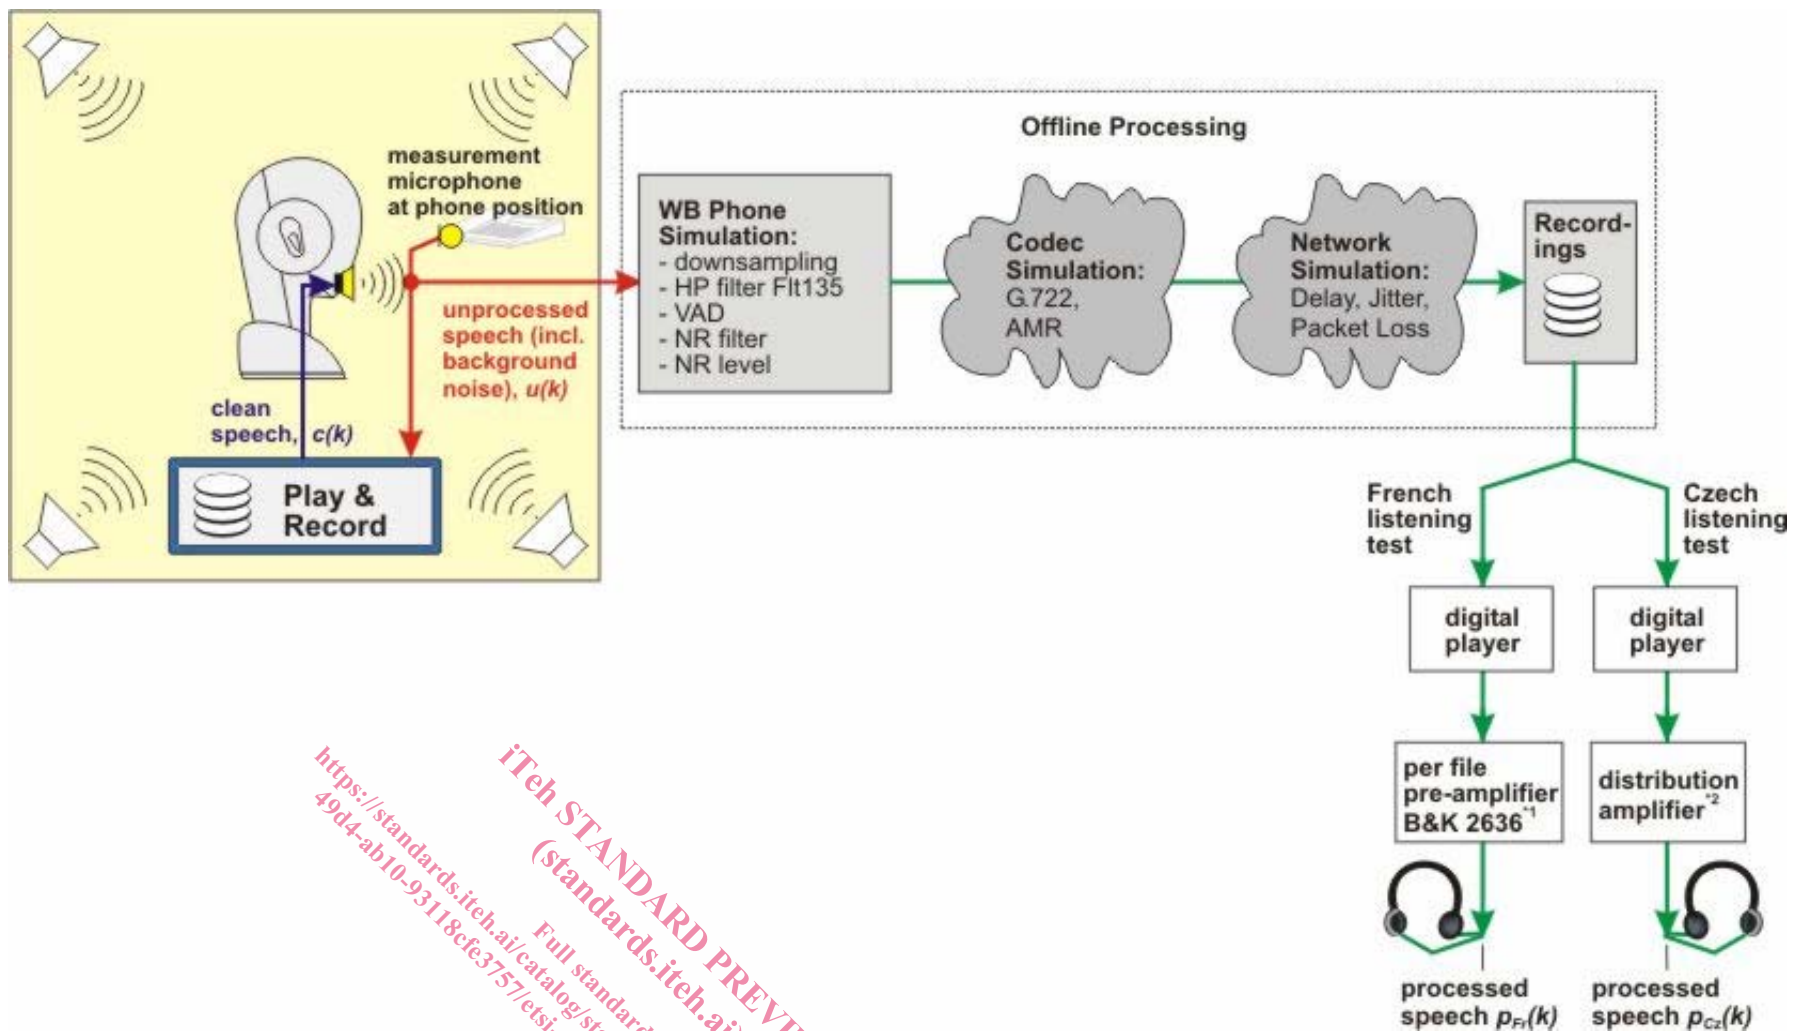 measurement
microphone
at phone position
unprocessed
speech (incl.
background
noise), u(k)
clean
speech, c(k)
Play &
Record
Offline Processing
WB Phone
Simulation:
- downsampling
- HP filter Flt135
- VAD
- NR filter
- NR level
Codec
Simulation:
G.722,
AMR
Network
Simulation:
Delay, Jitter,
Packet Loss
Record-
ings
French
listening
test
Czech
listening
test
digital
player
digital
player
per file
pre-amplifier
B&K 2636*1
distribution
amplifier*2
processed
speech pFr(k)
processed
speech pCz(k)
iTeh STANDARD PREVI
(standards.iteh.ai)
Full standar
https://standards.iteh.ai/catalog/sta
49d4-ab10-93118cfe3757/etsi-